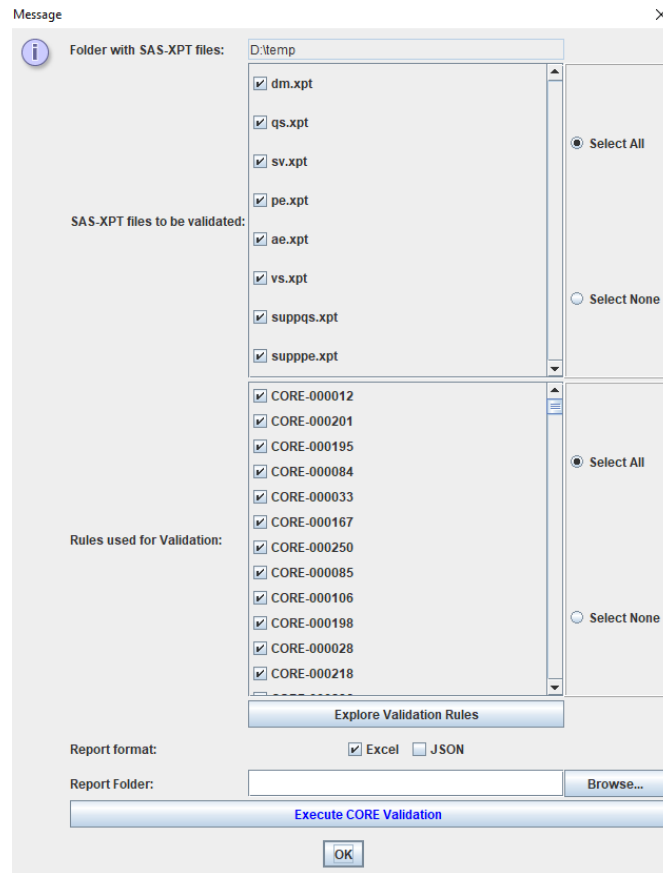 Message
Folder with SAS-XPT files: D:\temp
dm.xpt
qs.xpt
Select All
sv.xpt
pe.xpt
SAS-XPT files to be validated:
ae.xpt
vs.xpt
Select None
suppqs.xpt
supppe.xpt
CORE-000012
CORE-000201
CORE-000195
Select All
CORE-000084
CORE-000033
CORE-000167
Rules used for Validation:
CORE-000250
CORE-000085
CORE-000106
Select None
CORE-000198
CORE-000028
CORE-000218
Explore Validation Rules
Report format: Excel JSON
Report Folder: Browse...
Execute CORE Validation
OK